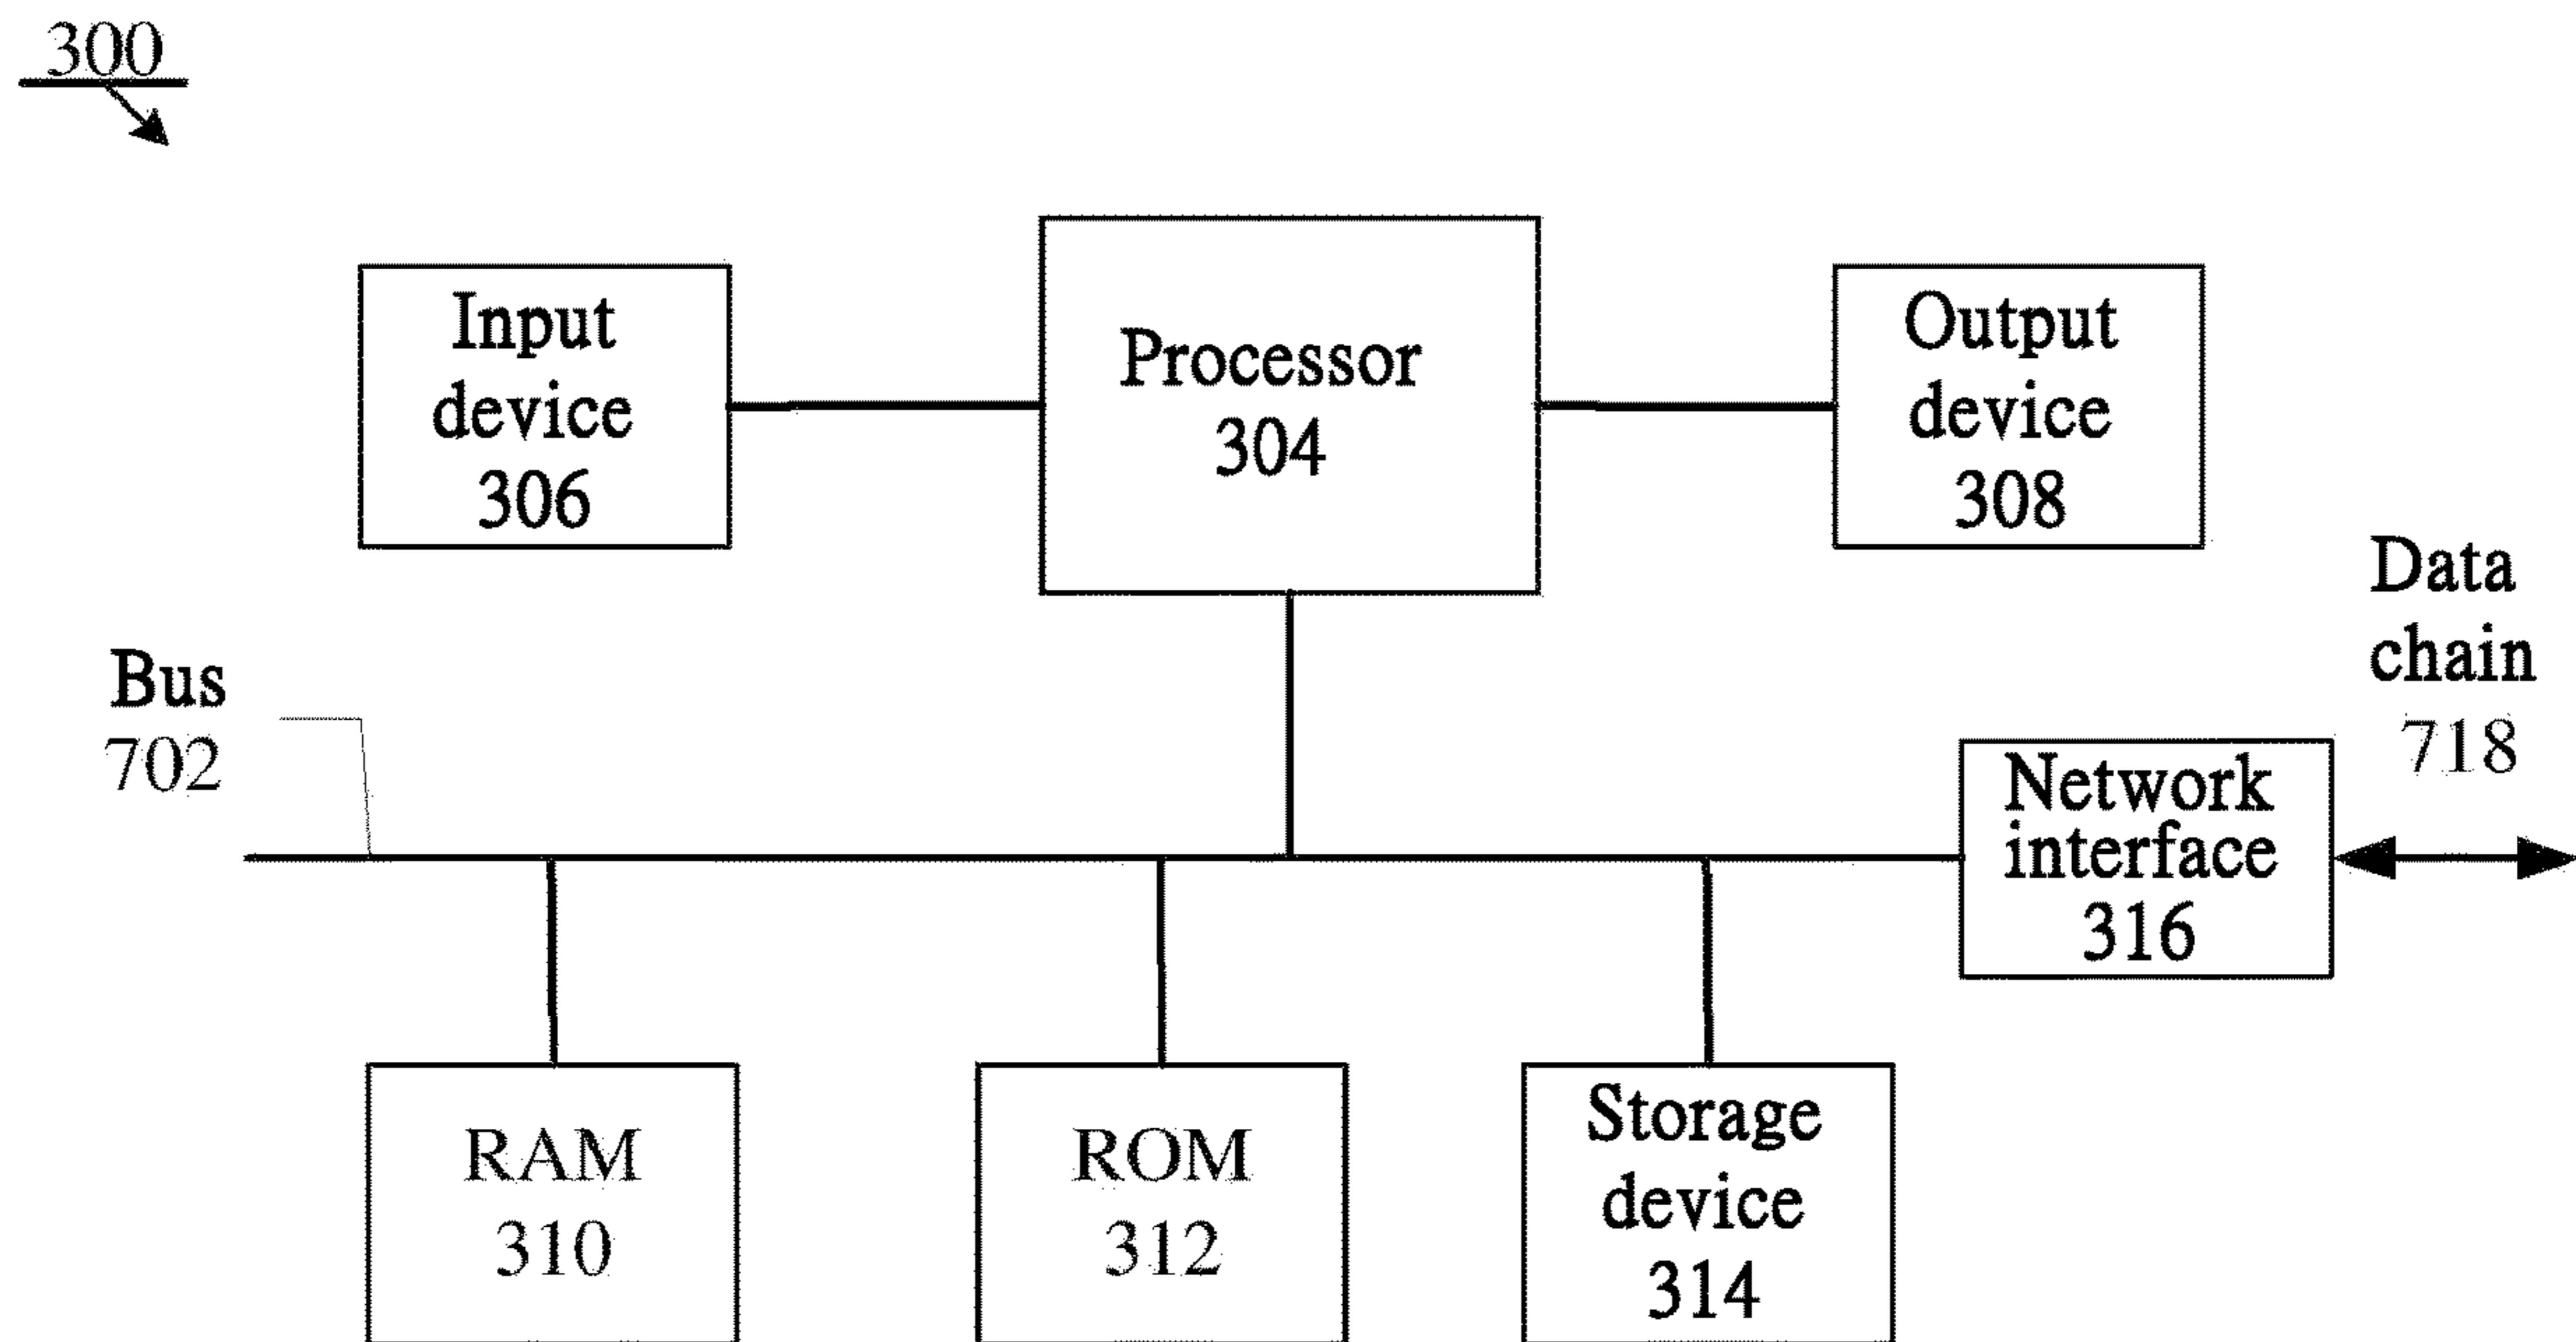 300
Input
device
306
Processor
304
Output
device
308
Bus
702
Data
chain
718
Network
interface
316
RAM
310
ROM
312
Storage
device
314